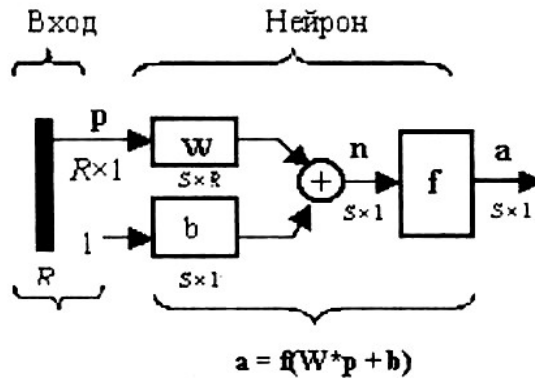 Вход Нейрон
p W n f a
R×1 S×R + S×1 S×1
1 b
R S×1
a = f(W*p + b)